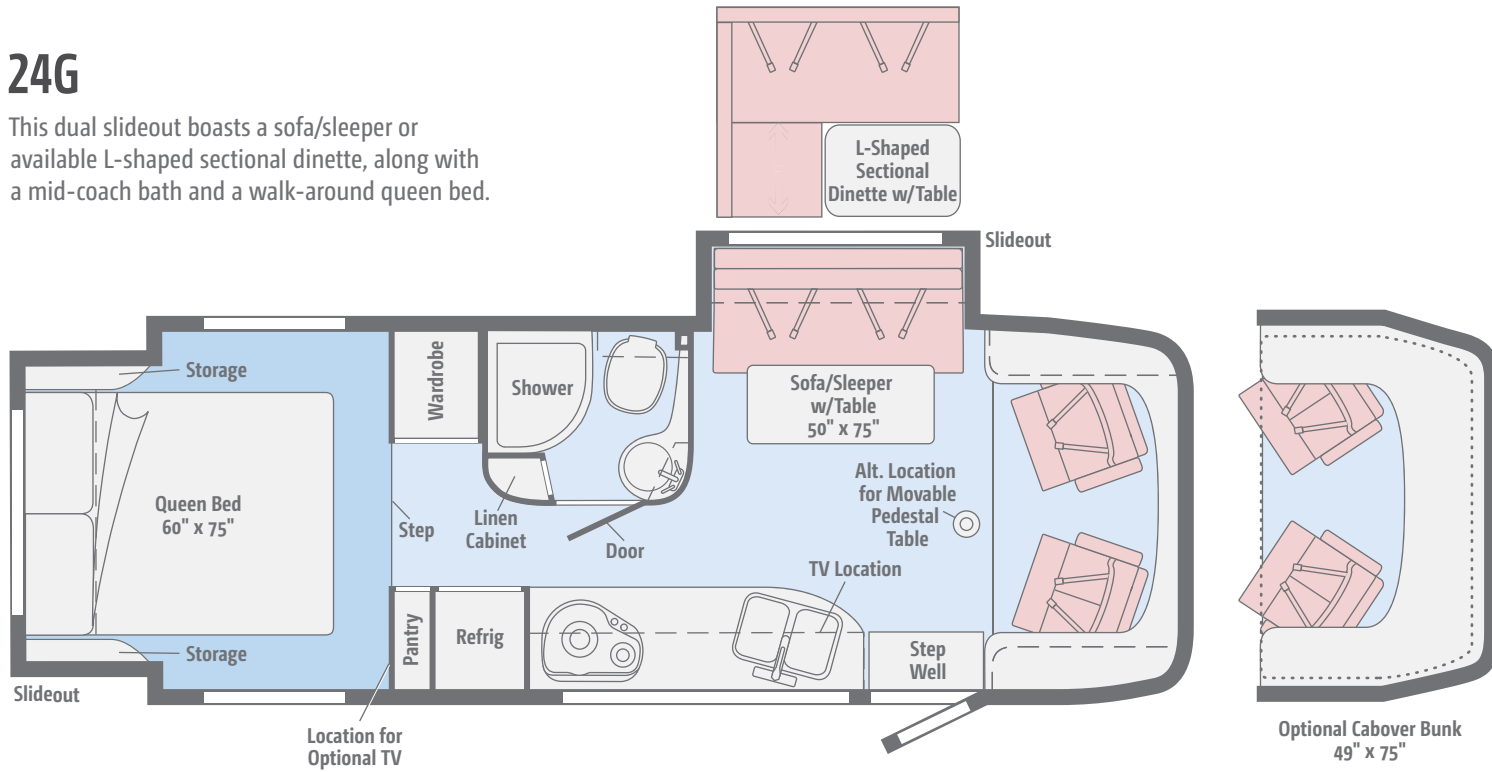 24G
This dual slideout boasts a sofa/sleeper or
available L-shaped sectional dinette, along with
a mid-coach bath and a walk-around queen bed.
L-Shaped
Sectional
Dinette w/Table
Slideout
Storage
Wardrobe
Shower
Sofa/Sleeper
w/Table
50" x 75"
Alt. Location
for Movable
Pedestal
Table
Queen Bed
60" x 75"
Step
Linen
Cabinet
Door
TV Location
Pantry
Refrig
Step
Well
Storage
Slideout
Location for
Optional TV
Optional Cabover Bunk
49" x 75"